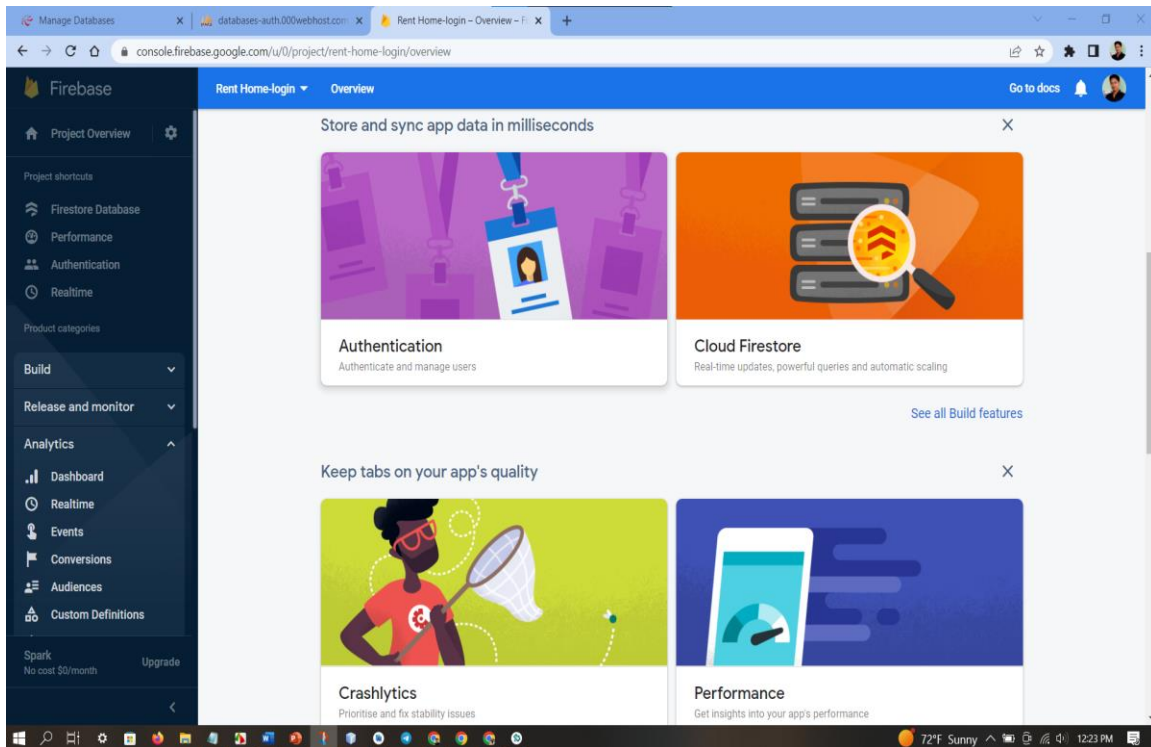 Manage Databases
databases-auth.000webhost.com
Rent Home-login – Overview – Fi
console.firebase.google.com/u/0/project/rent-home-login/overview
Firebase
Rent Home-login
Overview
Go to docs
Project Overview
Project shortcuts
Firestore Database
Performance
Authentication
Realtime
Product categories
Build
Release and monitor
Analytics
Dashboard
Realtime
Events
Conversions
Audiences
Custom Definitions
Spark
No cost $0/month
Upgrade
Store and sync app data in milliseconds
Authentication
Authenticate and manage users
Cloud Firestore
Real-time updates, powerful queries and automatic scaling
See all Build features
Keep tabs on your app's quality
Crashlytics
Prioritise and fix stability issues
Performance
Get insights into your app's performance
72°F Sunny
12:23 PM